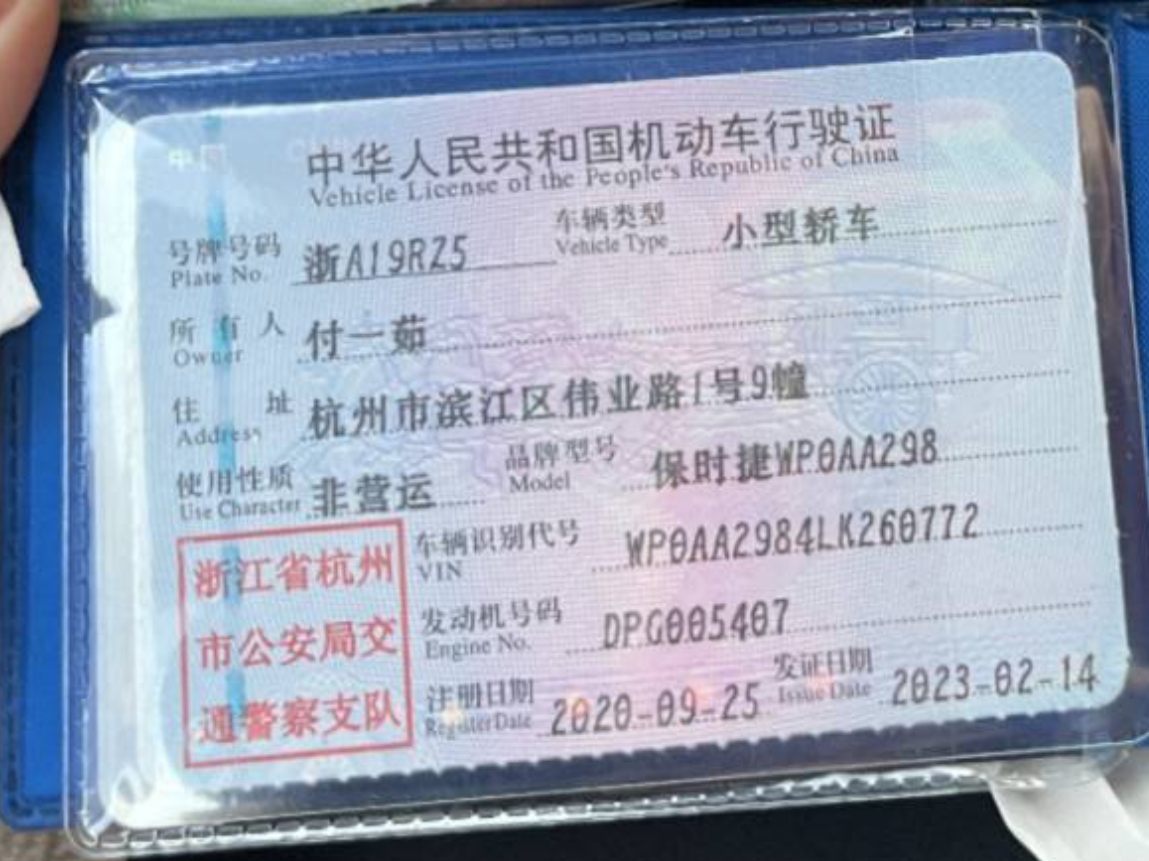 中国
中华人民共和国机动车行驶证
Vehicle License of the People's Republic of China
号牌号码 浙A19RZ5 车辆类型 小型轿车
Plate No. Vehicle Type
所有人 付一茹
Owner
住址 杭州市滨江区伟业路1号9幢
Address
使用性质 非营运 品牌型号 保时捷WP0AA298
Use Character Model
浙江省杭州
市公安局交
通警察支队
车辆识别代号 WP0AA2984LK260772
VIN
发动机号码 DPG005407
Engine No.
注册日期 2020-09-25 发证日期 2023-02-14
Register Date Issue Date